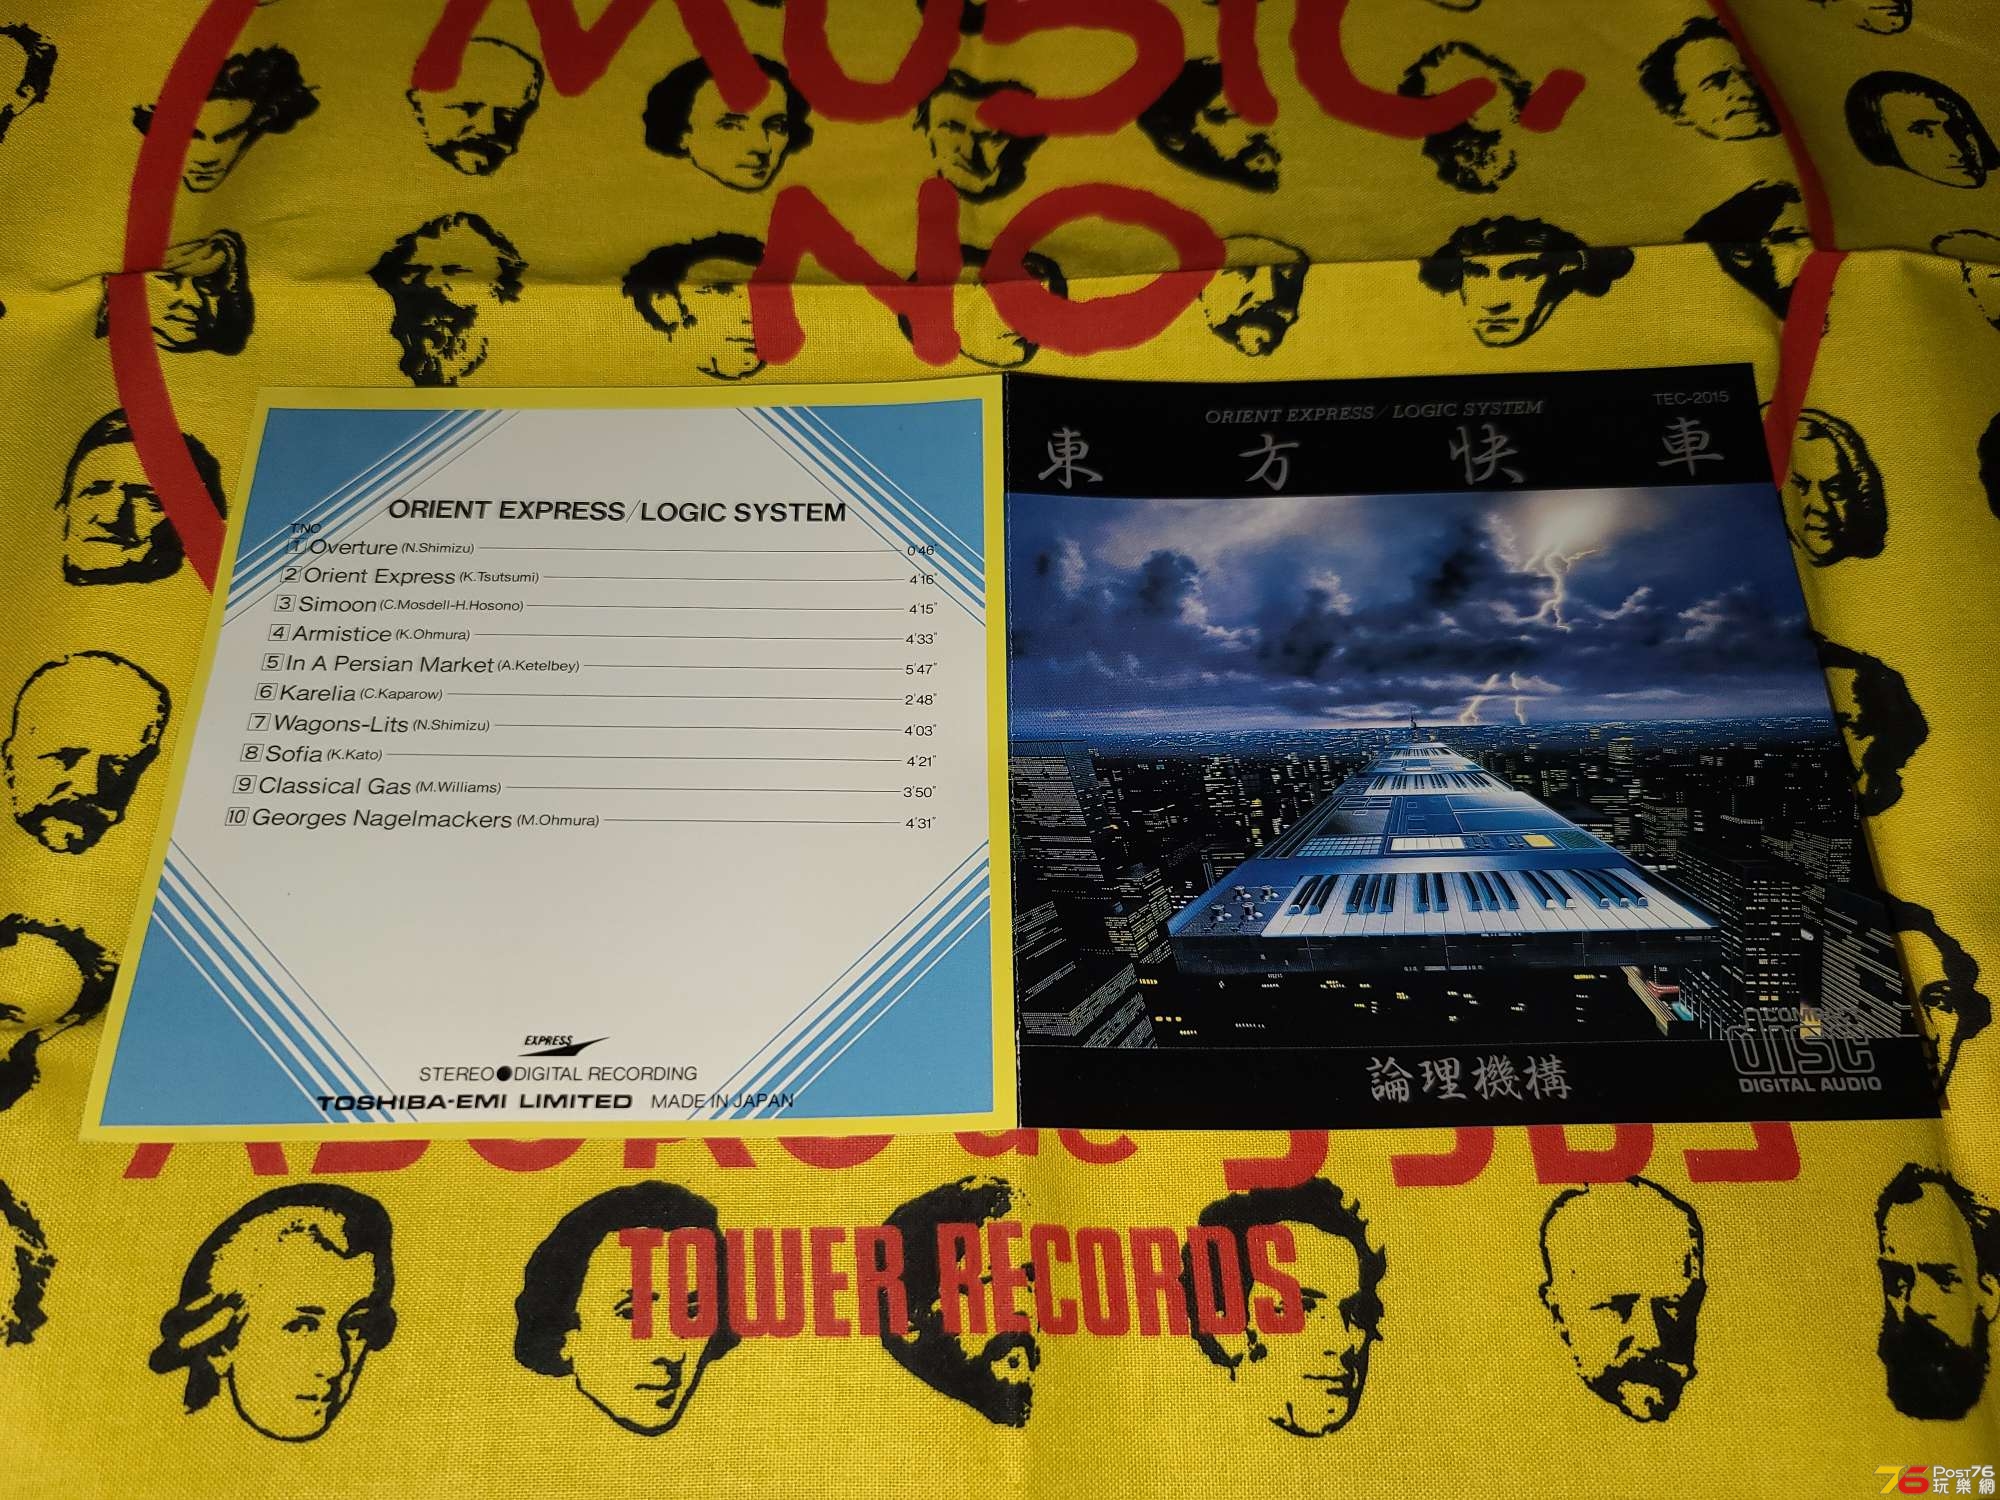 MUSIC,
NO
ORIENT EXPRESS/LOGIC SYSTEM
T.NO
1 Overture (N.Shimizu) 0'46"
2 Orient Express (K.Tsutsumi) 4'16"
3 Simoon (C.Mosdell-H.Hosono) 4'15"
4 Armistice (K.Ohmura) 4'33"
5 In A Persian Market (A.Ketelbey) 5'47"
6 Karelia (C.Kaparow) 2'48"
7 Wagons-Lits (N.Shimizu) 4'03"
8 Sofia (K.Kato) 4'21"
9 Classical Gas (M.Williams) 3'50"
10 Georges Nagelmackers (M.Ohmura) 4'31"
EXPRESS
STEREO●DIGITAL RECORDING
TOSHIBA-EMI LIMITED MADE IN JAPAN
TEC-2015
ORIENT EXPRESS/LOGIC SYSTEM
東方快車
論理機構
COMPACT
disc
DIGITAL AUDIO
TOWER RECORDS
76 POST76
玩樂網